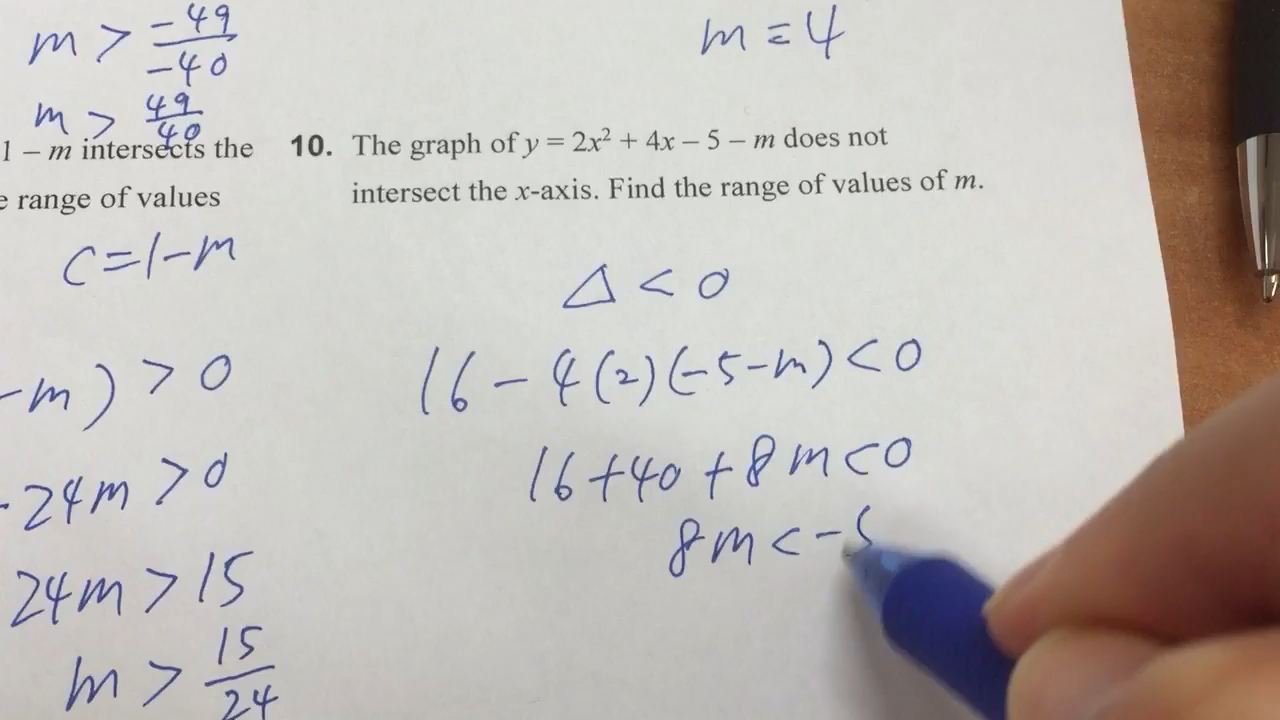 m > -49/-40
m > 49/40
1 – m intersects the
e range of values
c = 1 - m
-m) > 0
-24m > 0
24m > 15
m > 15/24
m = 4
10. The graph of y = 2x² + 4x – 5 – m does not
intersect the x-axis. Find the range of values of m.
Δ < 0
16 - 4(2)(-5-m) < 0
16 + 40 + 8m < 0
8m < -5